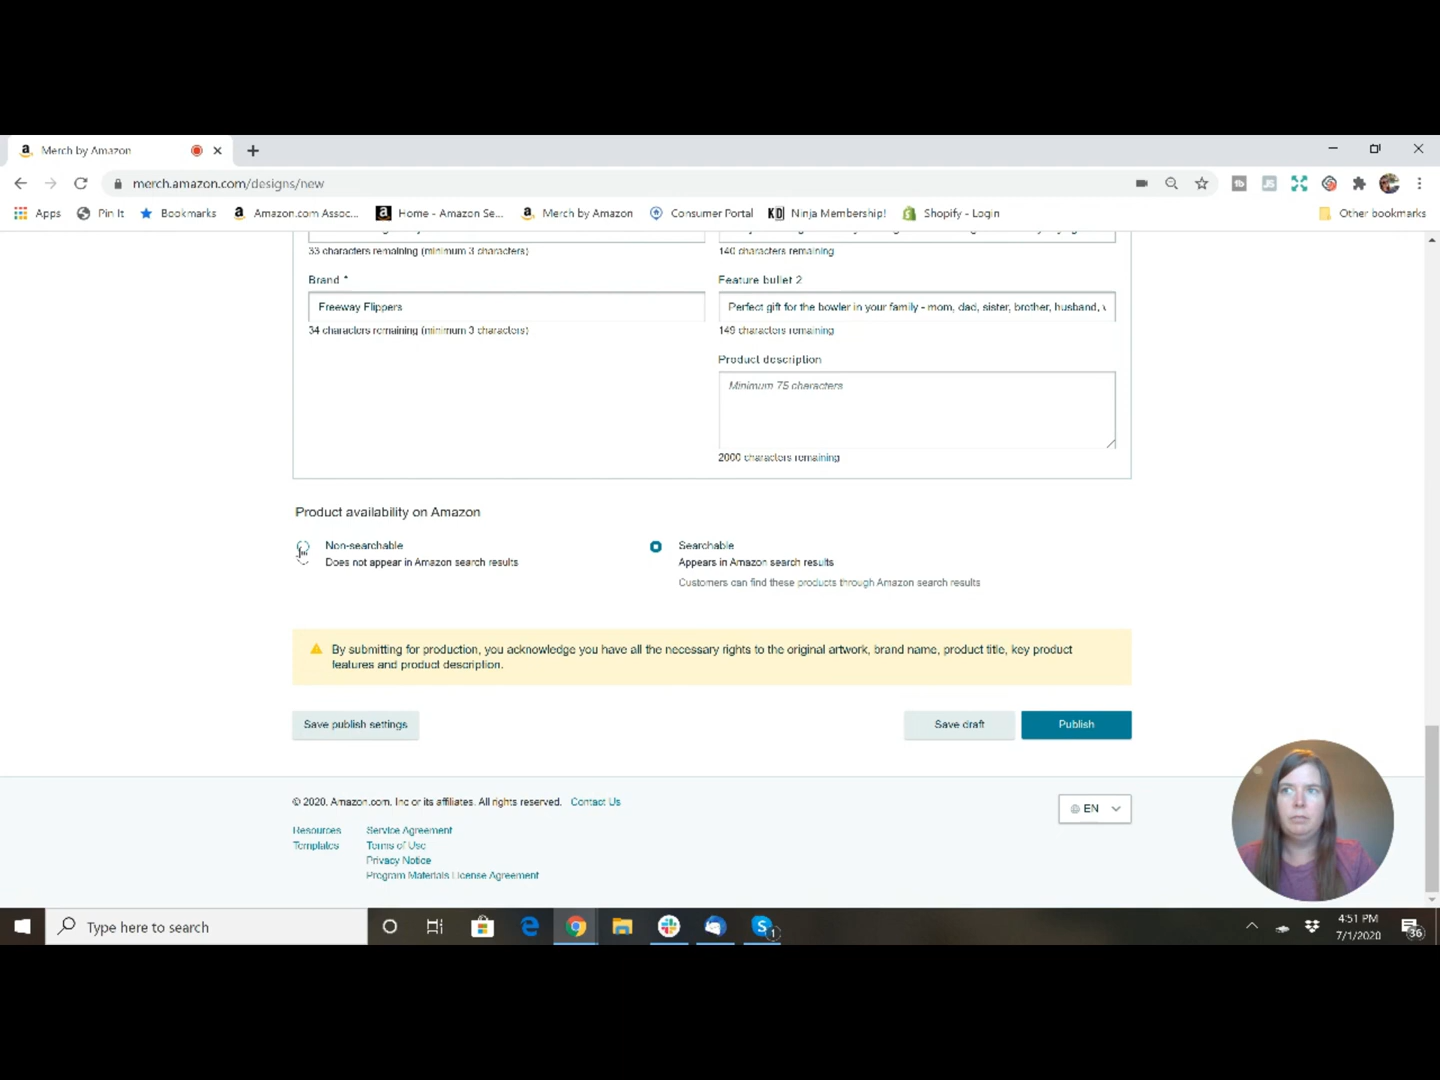 Merch by Amazon
merch.amazon.com/designs/new
Apps
Pin It
Bookmarks
Amazon.com Assoc...
Home - Amazon Se...
Merch by Amazon
Consumer Portal
Ninja Membership!
Shopify - Login
Other bookmarks
33 characters remaining (minimum 3 characters)
140 characters remaining
Brand *
Feature bullet 2
Freeway Flippers
Perfect gift for the bowler in your family - mom, dad, sister, brother, husband,
34 characters remaining (minimum 3 characters)
149 characters remaining
Product description
Minimum 75 characters
2000 characters remaining
Product availability on Amazon
Non-searchable
Does not appear in Amazon search results
Searchable
Appears in Amazon search results
Customers can find these products through Amazon search results
By submitting for production, you acknowledge you have all the necessary rights to the original artwork, brand name, product title, key product
features and product description.
Save publish settings
Save draft
Publish
© 2020. Amazon.com, Inc or its affiliates. All rights reserved. Contact Us
EN
Resources
Service Agreement
Templates
Terms of Use
Privacy Notice
Program Materials License Agreement
Type here to search
4:51 PM
7/1/2020
36